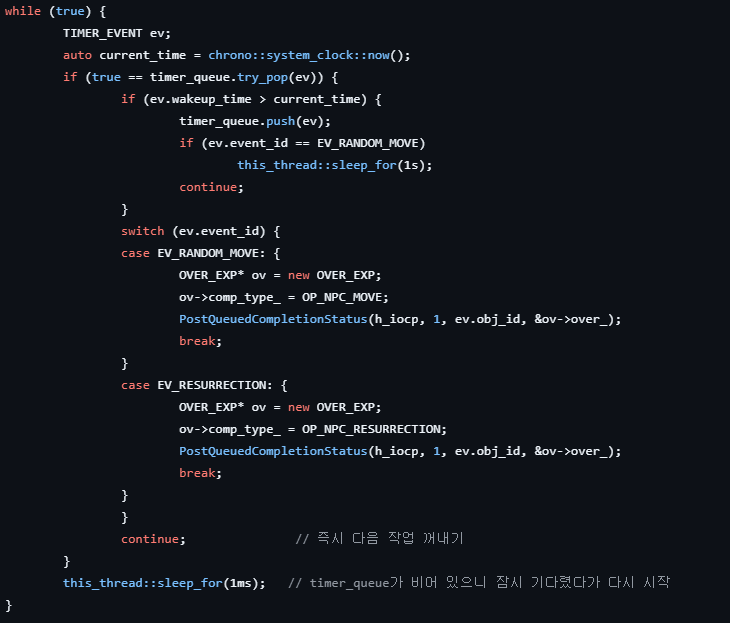 while (true) {
TIMER_EVENT ev;
auto current_time = chrono::system_clock::now();
if (true == timer_queue.try_pop(ev)) {
if (ev.wakeup_time > current_time) {
timer_queue.push(ev);
if (ev.event_id == EV_RANDOM_MOVE)
this_thread::sleep_for(1s);
continue;
}
switch (ev.event_id) {
case EV_RANDOM_MOVE: {
OVER_EXP* ov = new OVER_EXP;
ov->comp_type_ = OP_NPC_MOVE;
PostQueuedCompletionStatus(h_iocp, 1, ev.obj_id, &ov->over_);
break;
}
case EV_RESURRECTION: {
OVER_EXP* ov = new OVER_EXP;
ov->comp_type_ = OP_NPC_RESURRECTION;
PostQueuedCompletionStatus(h_iocp, 1, ev.obj_id, &ov->over_);
break;
}
}
continue; // 즉시 다음 작업 꺼내기
}
this_thread::sleep_for(1ms); // timer_queue가 비어 있으니 잠시 기다렸다가 다시 시작
}